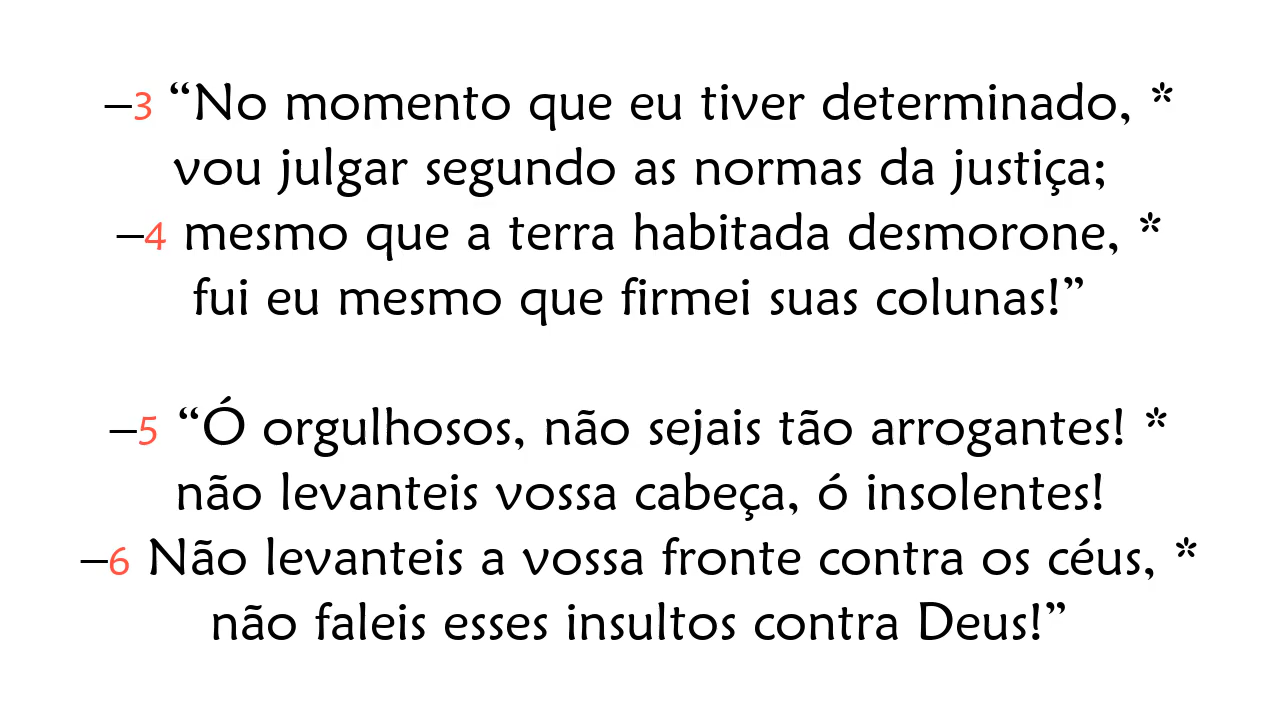 –3 “No momento que eu tiver determinado, *
vou julgar segundo as normas da justiça;
–4 mesmo que a terra habitada desmorone, *
fui eu mesmo que firmei suas colunas!”
–5 “Ó orgulhosos, não sejais tão arrogantes! *
não levanteis vossa cabeça, ó insolentes!
–6 Não levanteis a vossa fronte contra os céus, *
não faleis esses insultos contra Deus!”